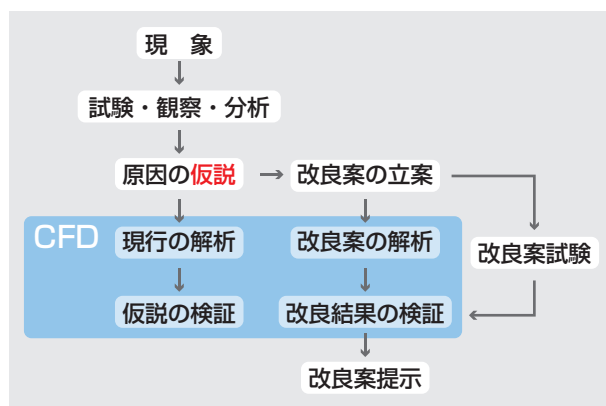 現　象
試験・観察・分析
原因の仮説
改良案の立案
CFD
現行の解析
改良案の解析
改良案試験
仮説の検証
改良結果の検証
改良案提示